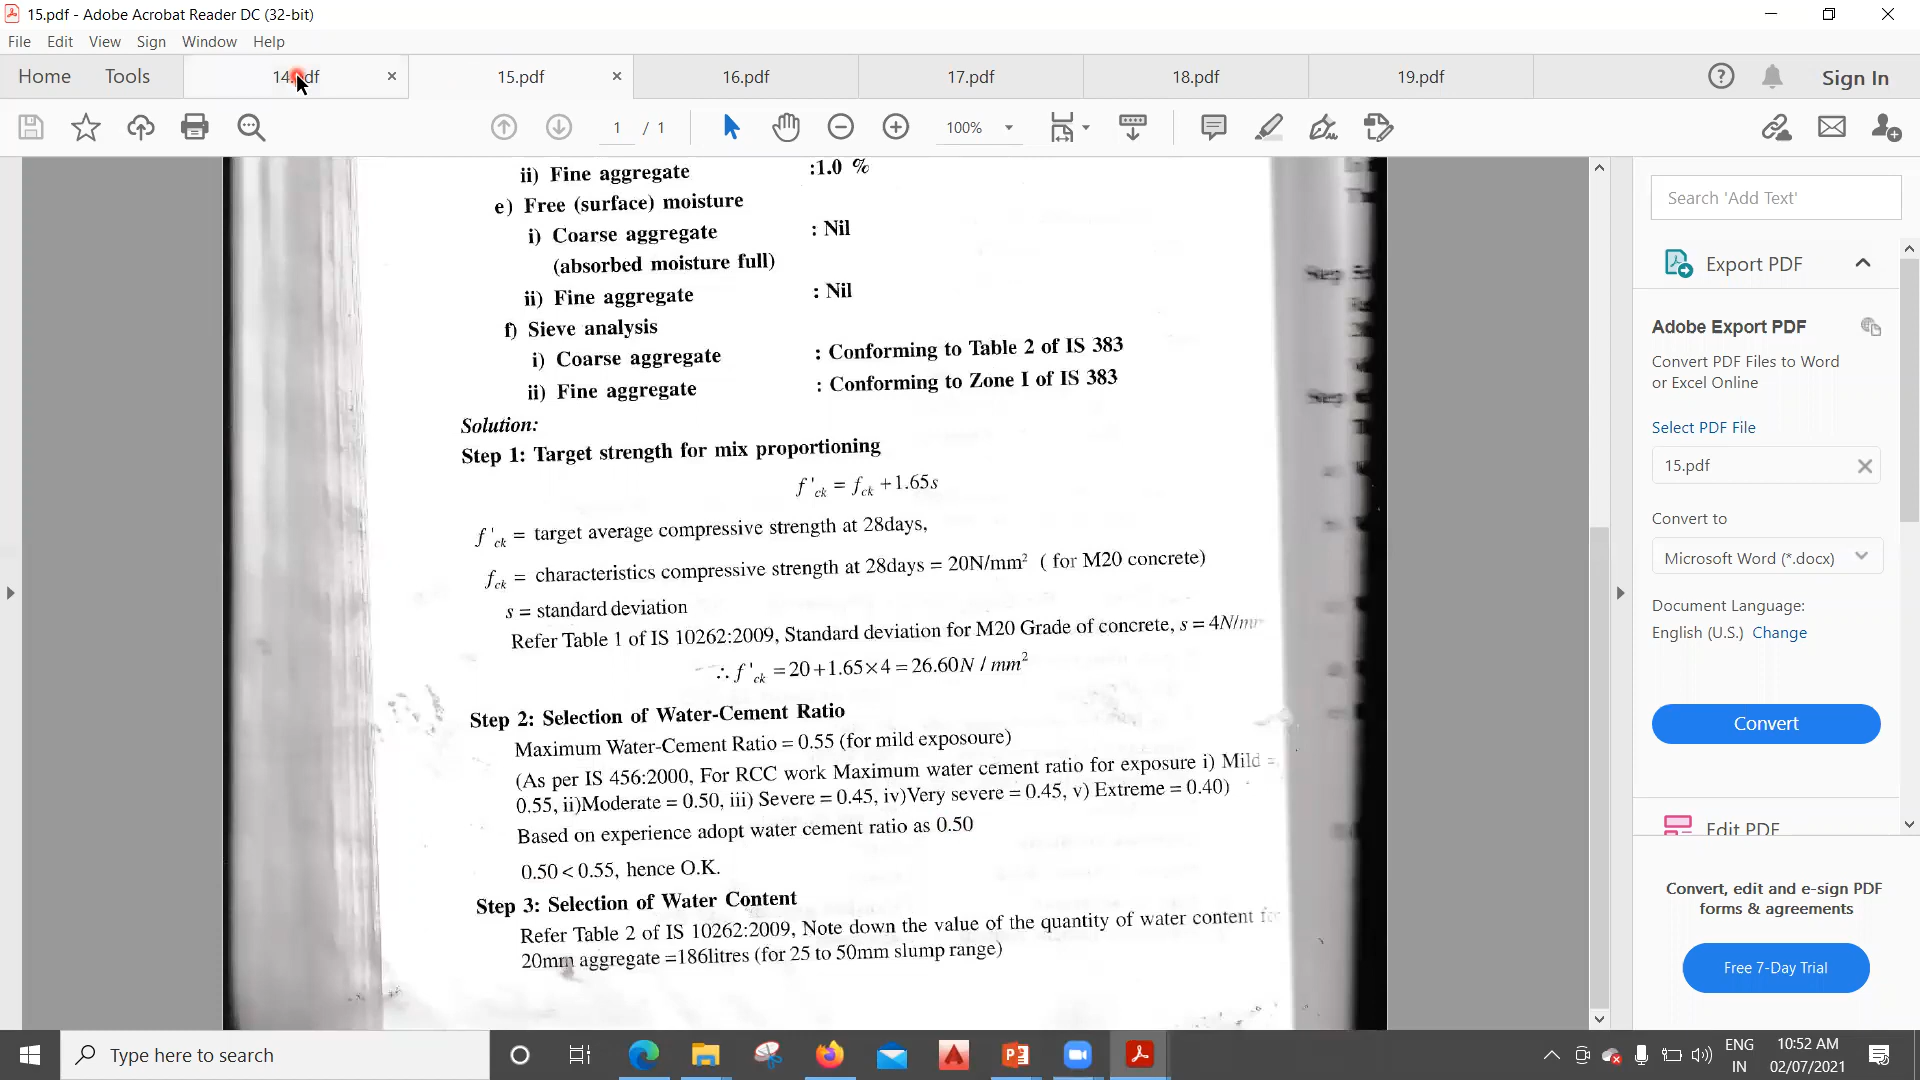 15.pdf - Adobe Acrobat Reader DC (32-bit)
File Edit View Sign Window Help
Home Tools 15.pdf 16.pdf 17.pdf 18.pdf 19.pdf Sign In
1 / 1 100%
ii) Fine aggregate :1.0 %
e) Free (surface) moisture
i) Coarse aggregate : Nil
(absorbed moisture full)
ii) Fine aggregate : Nil
f) Sieve analysis
i) Coarse aggregate : Conforming to Table 2 of IS 383
ii) Fine aggregate : Conforming to Zone I of IS 383
Solution:
Step 1: Target strength for mix proportioning
f'ck = fck +1.65s
f'ck = target average compressive strength at 28days,
fck = characteristics compressive strength at 28days = 20N/mm² ( for M20 concrete)
s = standard deviation
Refer Table 1 of IS 10262:2009, Standard deviation for M20 Grade of concrete, s = 4N/m
∴ f'ck = 20+1.65×4 = 26.60N / mm²
Step 2: Selection of Water-Cement Ratio
Maximum Water-Cement Ratio = 0.55 (for mild exposoure)
(As per IS 456:2000, For RCC work Maximum water cement ratio for exposure i) Mild =
0.55, ii)Moderate = 0.50, iii) Severe = 0.45, iv)Very severe = 0.45, v) Extreme = 0.40)
Based on experience adopt water cement ratio as 0.50
0.50 < 0.55, hence O.K.
Step 3: Selection of Water Content
Refer Table 2 of IS 10262:2009, Note down the value of the quantity of water content
20mm aggregate =186litres (for 25 to 50mm slump range)
Search 'Add Text'
Export PDF
Adobe Export PDF
Convert PDF Files to Word
or Excel Online
Select PDF File
15.pdf
Convert to
Microsoft Word (*.docx)
Document Language:
English (U.S.) Change
Convert
Edit PDF
Convert, edit and e-sign PDF
forms & agreements
Free 7-Day Trial
Type here to search
ENG
IN
10:52 AM
02/07/2021